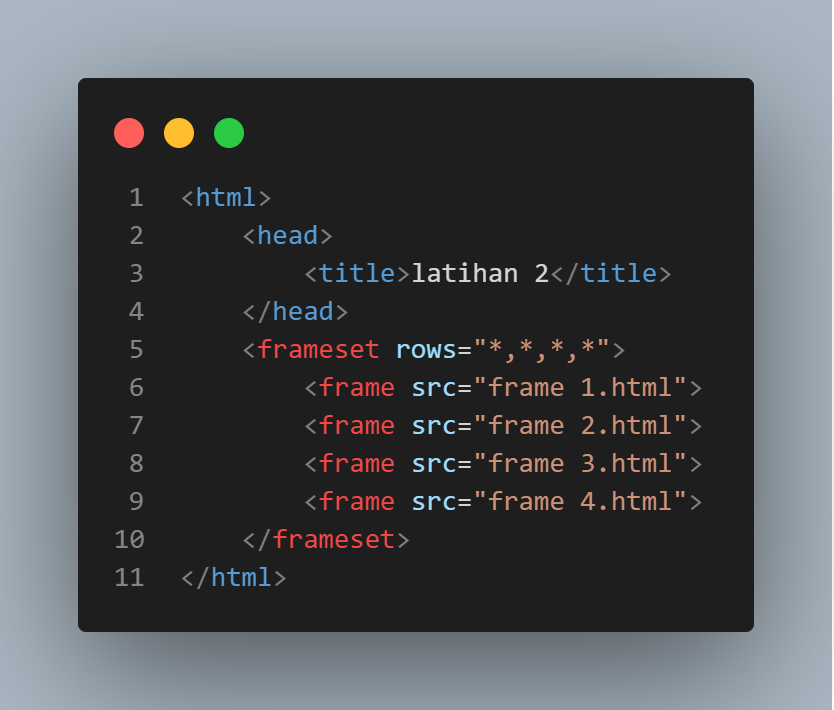 1 <html>
2     <head>
3         <title>latihan 2</title>
4     </head>
5     <frameset rows="*,*,*,*">
6         <frame src="frame 1.html">
7         <frame src="frame 2.html">
8         <frame src="frame 3.html">
9         <frame src="frame 4.html">
10     </frameset>
11 </html>